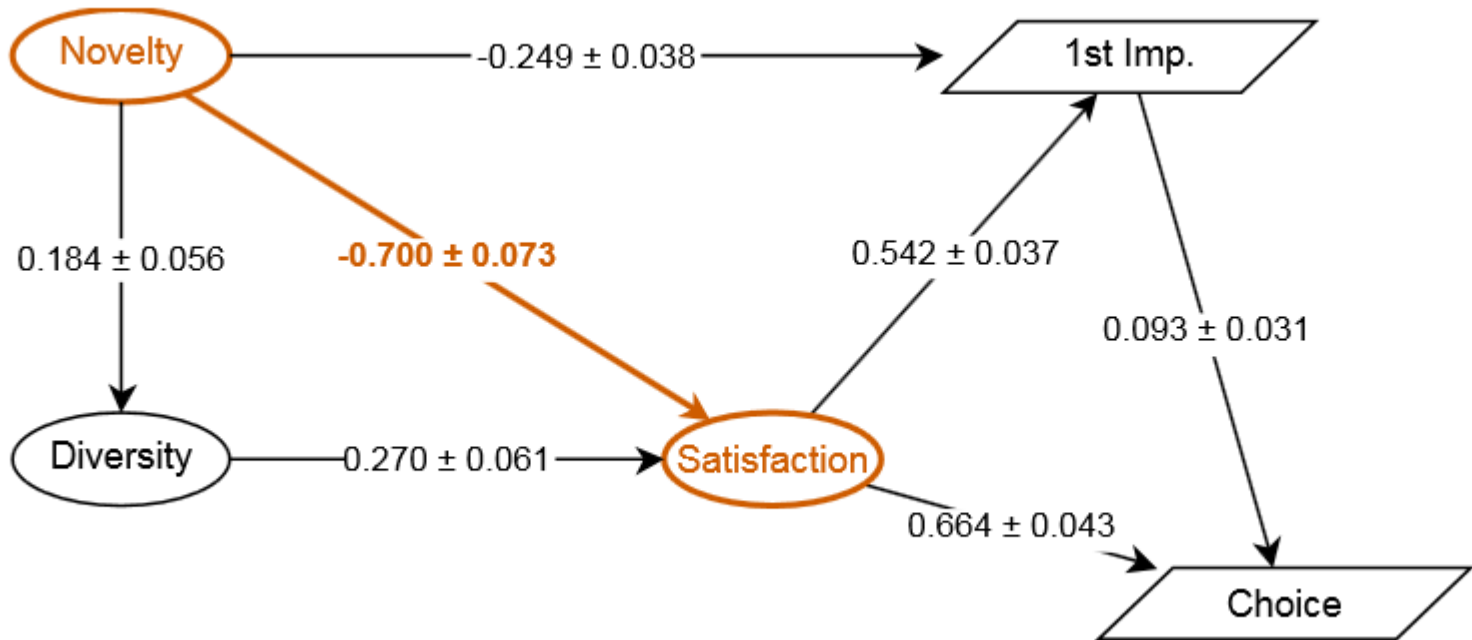 Novelty
-0.249 ± 0.038
1st Imp.
0.184 ± 0.056
-0.700 ± 0.073
0.542 ± 0.037
0.093 ± 0.031
Diversity
0.270 ± 0.061
Satisfaction
0.664 ± 0.043
Choice